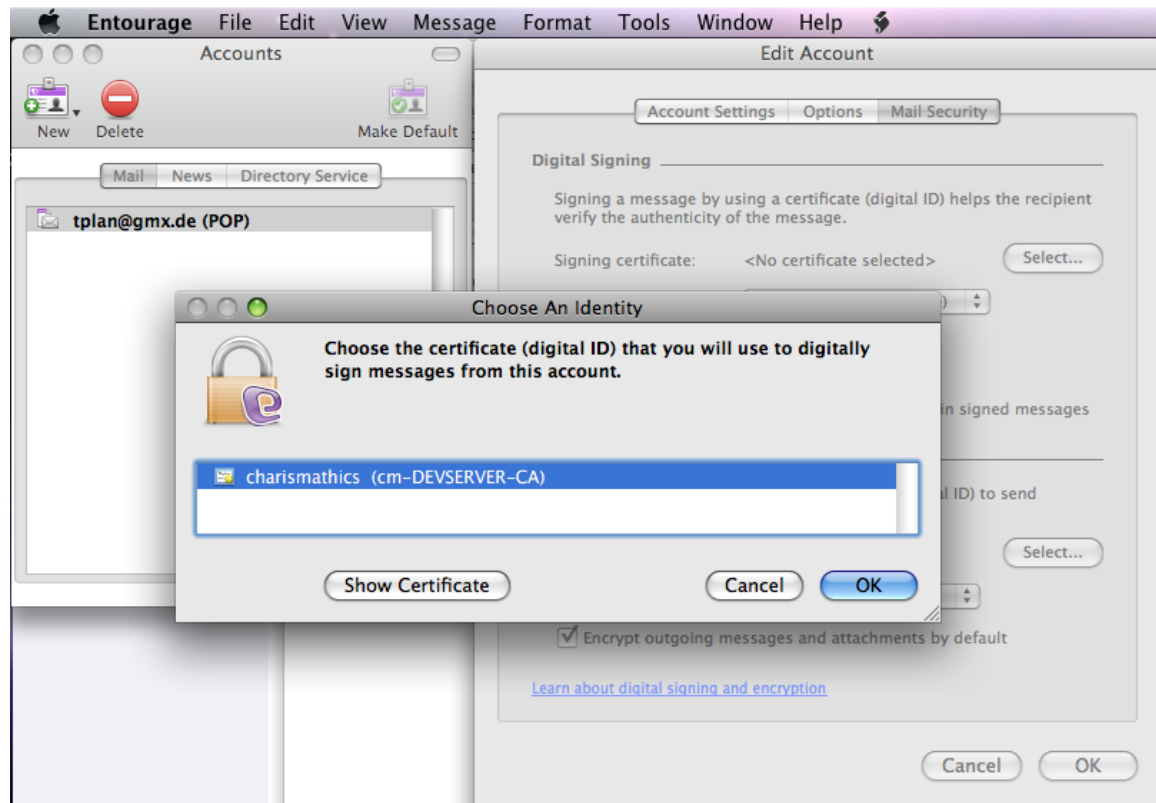 Entourage File Edit View Message Format Tools Window Help
Accounts
New Delete Make Default
Mail News Directory Service
tplan@gmx.de (POP)
Edit Account
Account Settings Options Mail Security
Digital Signing
Signing a message by using a certificate (digital ID) helps the recipient
verify the authenticity of the message.
Signing certificate: <No certificate selected> Select...
)
in signed messages
ID) to send
Select...
Encrypt outgoing messages and attachments by default
Learn about digital signing and encryption
Cancel OK
Choose An Identity
Choose the certificate (digital ID) that you will use to digitally
sign messages from this account.
charismathics (cm-DEVSERVER-CA)
Show Certificate Cancel OK